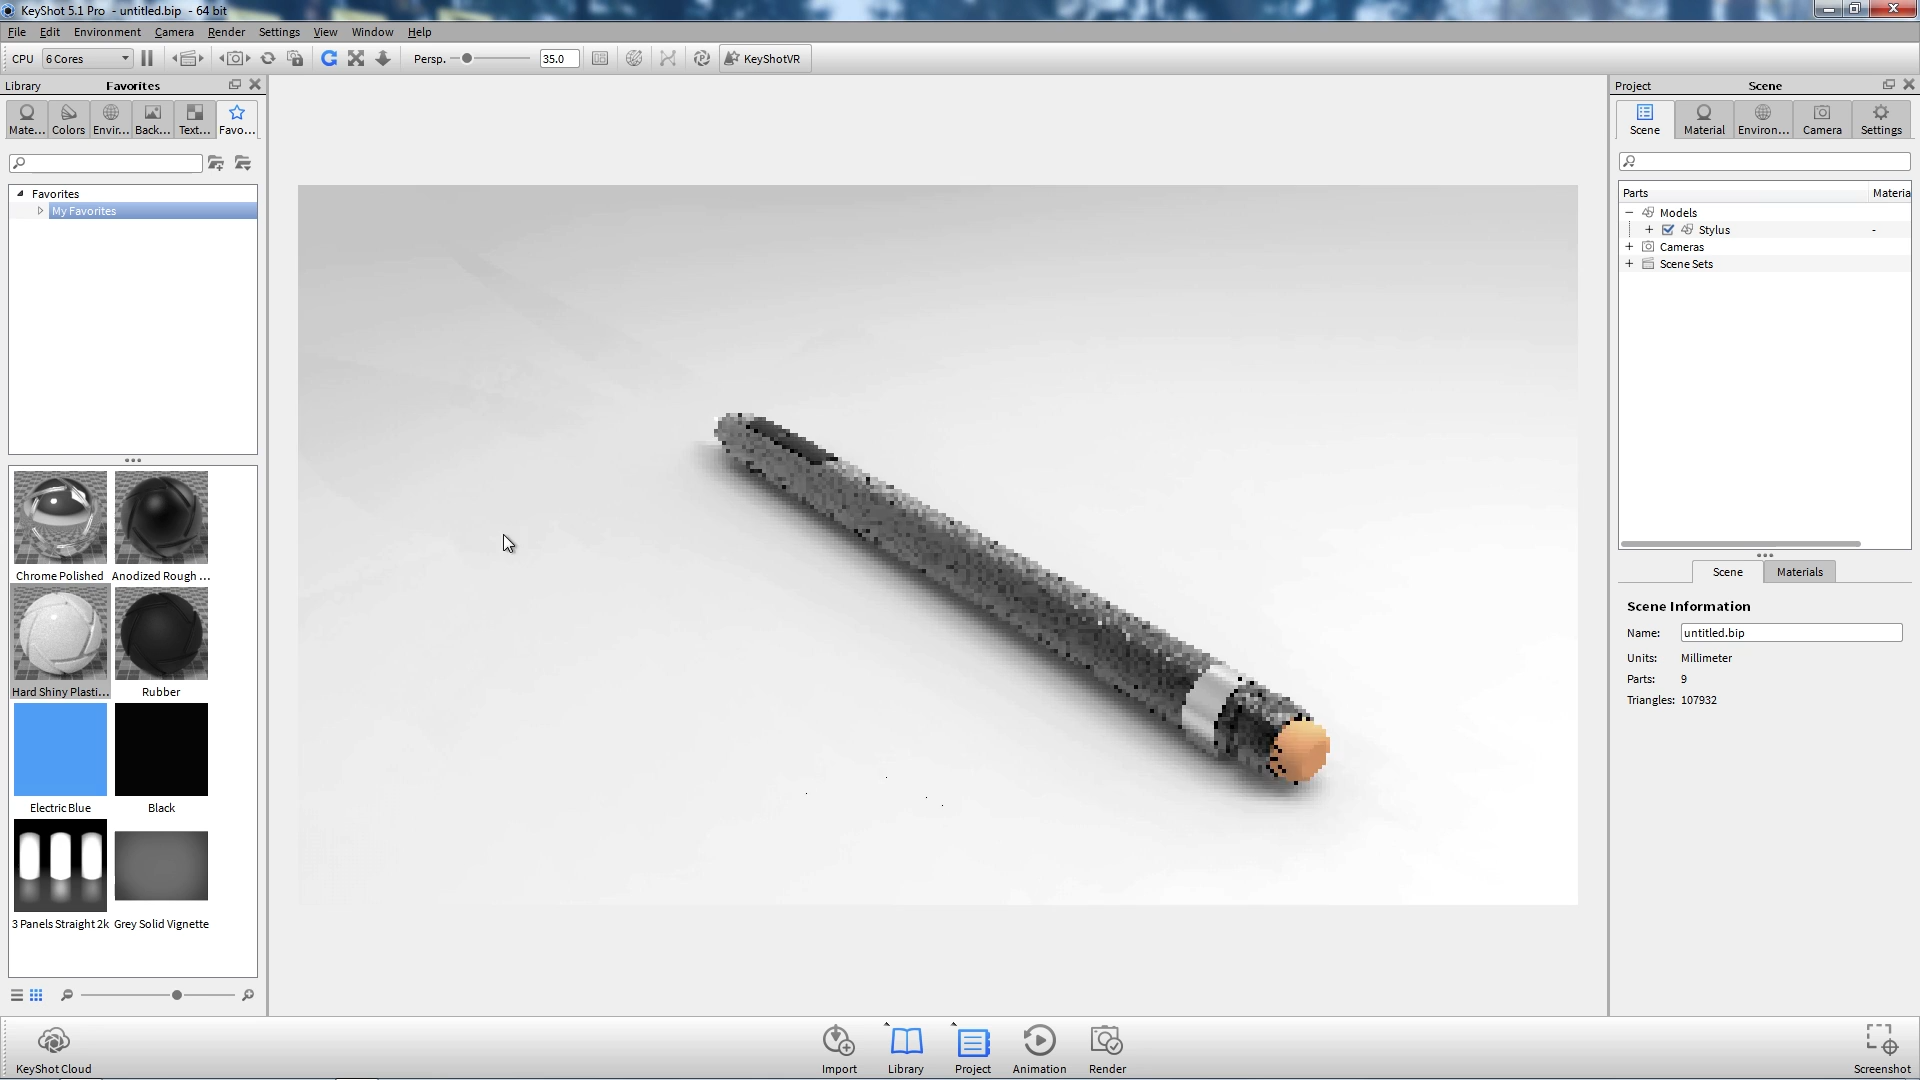 KeyShot 5.1 Pro - untitled.bip - 64 bit
File Edit Environment Camera Render Settings View Window Help
CPU 6 Cores Persp. 35.0 KeyShotVR
Library Favorites
Mate... Colors Envir... Back... Text... Favo...
Favorites
My Favorites
Chrome Polished Anodized Rough ...
Hard Shiny Plasti... Rubber
Electric Blue Black
3 Panels Straight 2k Grey Solid Vignette
Project Scene
Scene Material Environ... Camera Settings
Parts Materia
Models
Stylus -
Cameras
Scene Sets
Scene Materials
Scene Information
Name: untitled.bip
Units: Millimeter
Parts: 9
Triangles: 107932
KeyShot Cloud Import Library Project Animation Render Screenshot